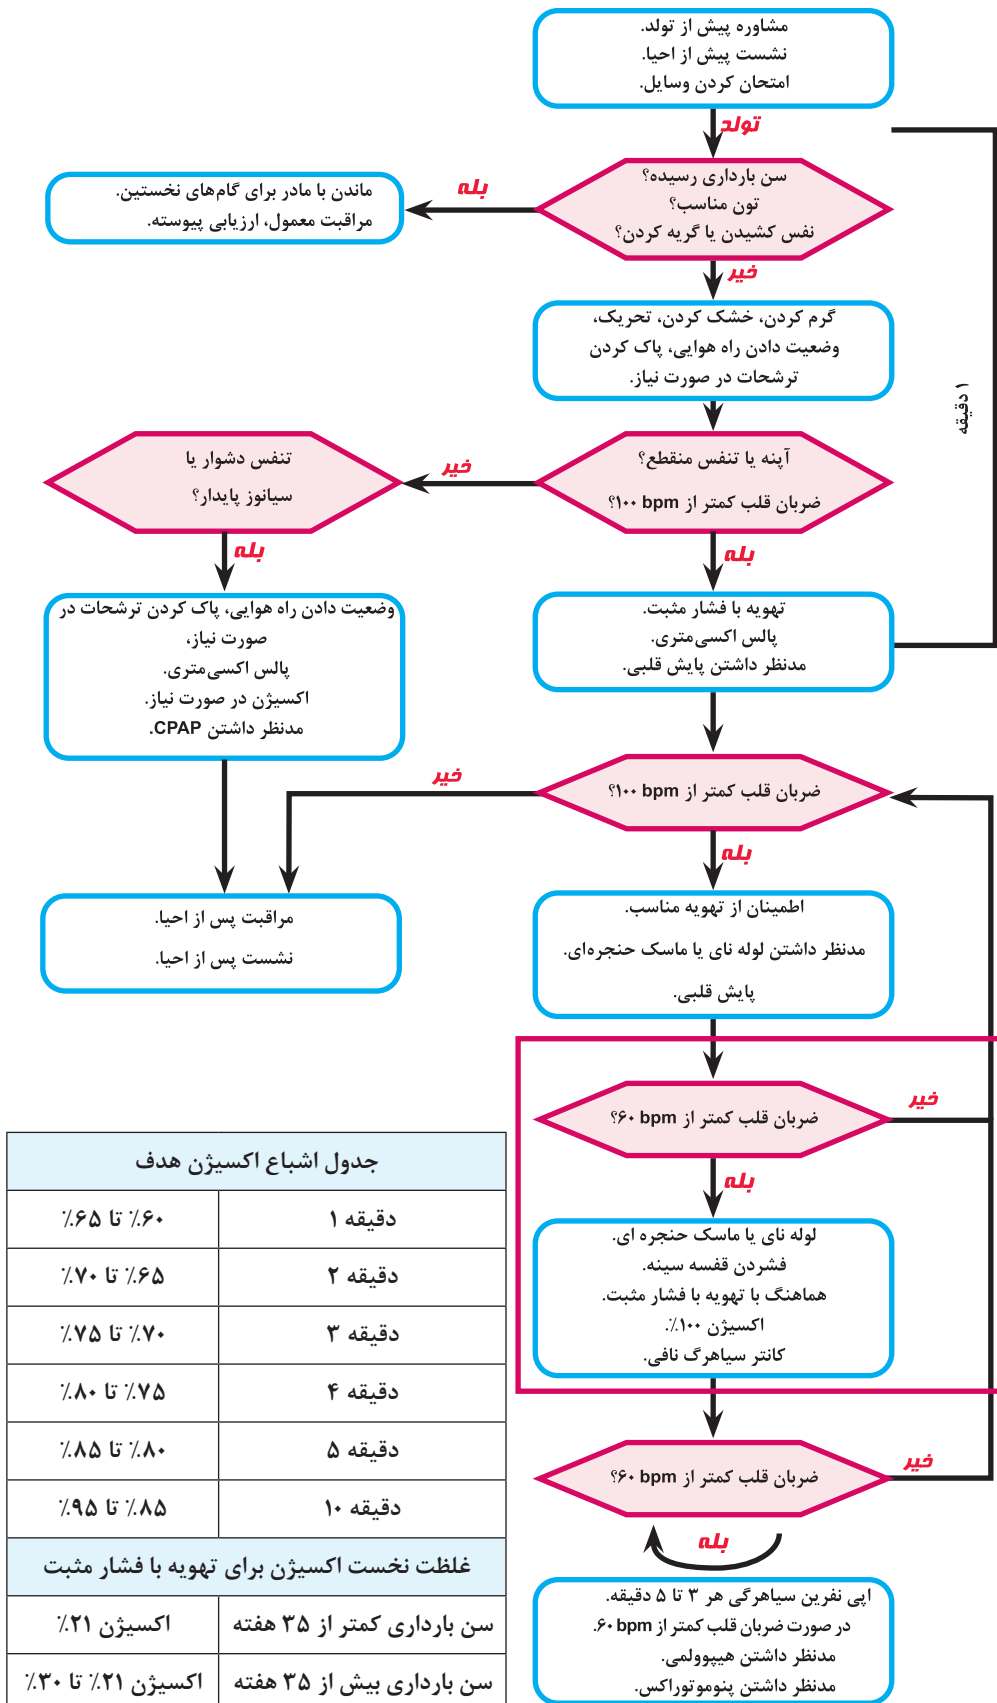 مشاوره پیش از تولد.
نشست پیش از احیا.
امتحان کردن وسایل.
تولد
سن بارداری رسیده؟
تون مناسب؟
نفس کشیدن یا گریه کردن؟
بله
ماندن با مادر برای گام‌های نخستین.
مراقبت معمول، ارزیابی پیوسته.
خیر
گرم کردن، خشک کردن، تحریک،
وضعیت دادن راه هوایی، پاک کردن
ترشحات در صورت نیاز.
۱ دقیقه
آپنه یا تنفس منقطع؟
ضربان قلب کمتر از ۱۰۰ bpm؟
خیر
تنفس دشوار یا
سیانوز پایدار؟
بله
بله
تهویه با فشار مثبت.
پالس اکسی‌متری.
مدنظر داشتن پایش قلبی.
وضعیت دادن راه هوایی، پاک کردن ترشحات در
صورت نیاز،
پالس اکسی‌متری.
اکسیژن در صورت نیاز.
مدنظر داشتن CPAP.
ضربان قلب کمتر از ۱۰۰ bpm؟
خیر
بله
مراقبت پس از احیا.
نشست پس از احیا.
اطمینان از تهویه مناسب.
مدنظر داشتن لوله نای یا ماسک حنجره‌ای.
پایش قلبی.
ضربان قلب کمتر از ۶۰ bpm؟
خیر
بله
لوله نای یا ماسک حنجره ای.
فشردن قفسه سینه.
هماهنگ با تهویه با فشار مثبت.
اکسیژن ۱۰۰٪.
کانتر سیاهرگ نافی.
ضربان قلب کمتر از ۶۰ bpm؟
خیر
بله
اپی نفرین سیاهرگی هر ۳ تا ۵ دقیقه.
در صورت ضربان قلب کمتر از ۶۰ bpm.
مدنظر داشتن هیپوولمی.
مدنظر داشتن پنوموتوراکس.
جدول اشباع اکسیژن هدف
دقیقه ۱ ۶۰٪ تا ۶۵٪
دقیقه ۲ ۶۵٪ تا ۷۰٪
دقیقه ۳ ۷۰٪ تا ۷۵٪
دقیقه ۴ ۷۵٪ تا ۸۰٪
دقیقه ۵ ۸۰٪ تا ۸۵٪
دقیقه ۱۰ ۸۵٪ تا ۹۵٪
غلظت نخست اکسیژن برای تهویه با فشار مثبت
سن بارداری کمتر از ۳۵ هفته اکسیژن ۲۱٪
سن بارداری بیش از ۳۵ هفته اکسیژن ۲۱٪ تا ۳۰٪